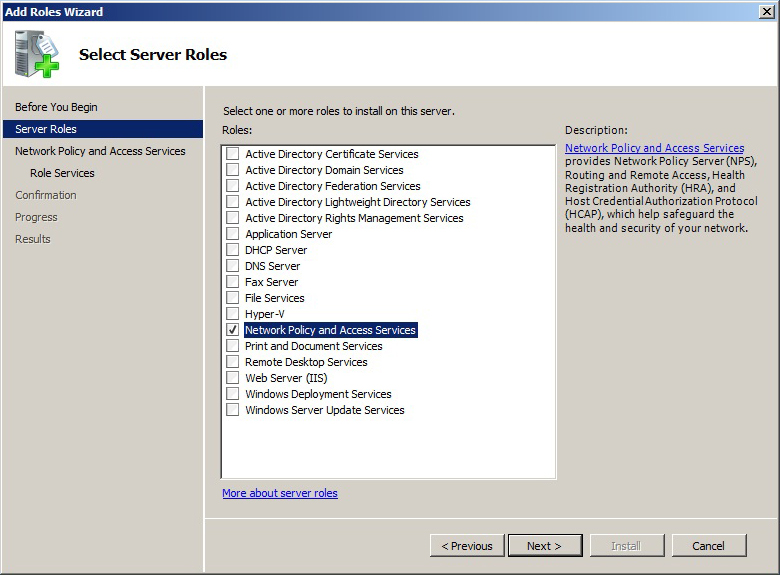 Add Roles Wizard
Select Server Roles
Before You Begin
Server Roles
Network Policy and Access Services
Role Services
Confirmation
Progress
Results
Select one or more roles to install on this server.
Roles:
Active Directory Certificate Services
Active Directory Domain Services
Active Directory Federation Services
Active Directory Lightweight Directory Services
Active Directory Rights Management Services
Application Server
DHCP Server
DNS Server
Fax Server
File Services
Hyper-V
Network Policy and Access Services
Print and Document Services
Remote Desktop Services
Web Server (IIS)
Windows Deployment Services
Windows Server Update Services
More about server roles
Description:
Network Policy and Access Services
provides Network Policy Server (NPS),
Routing and Remote Access, Health
Registration Authority (HRA), and
Host Credential Authorization Protocol
(HCAP), which help safeguard the
health and security of your network.
< Previous
Next >
Install
Cancel